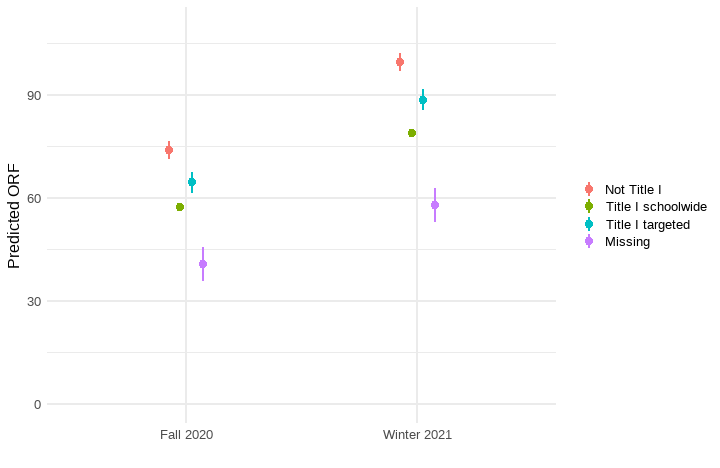 Predicted ORF
90
60
30
0
Fall 2020
Winter 2021
Not Title I
Title I schoolwide
Title I targeted
Missing